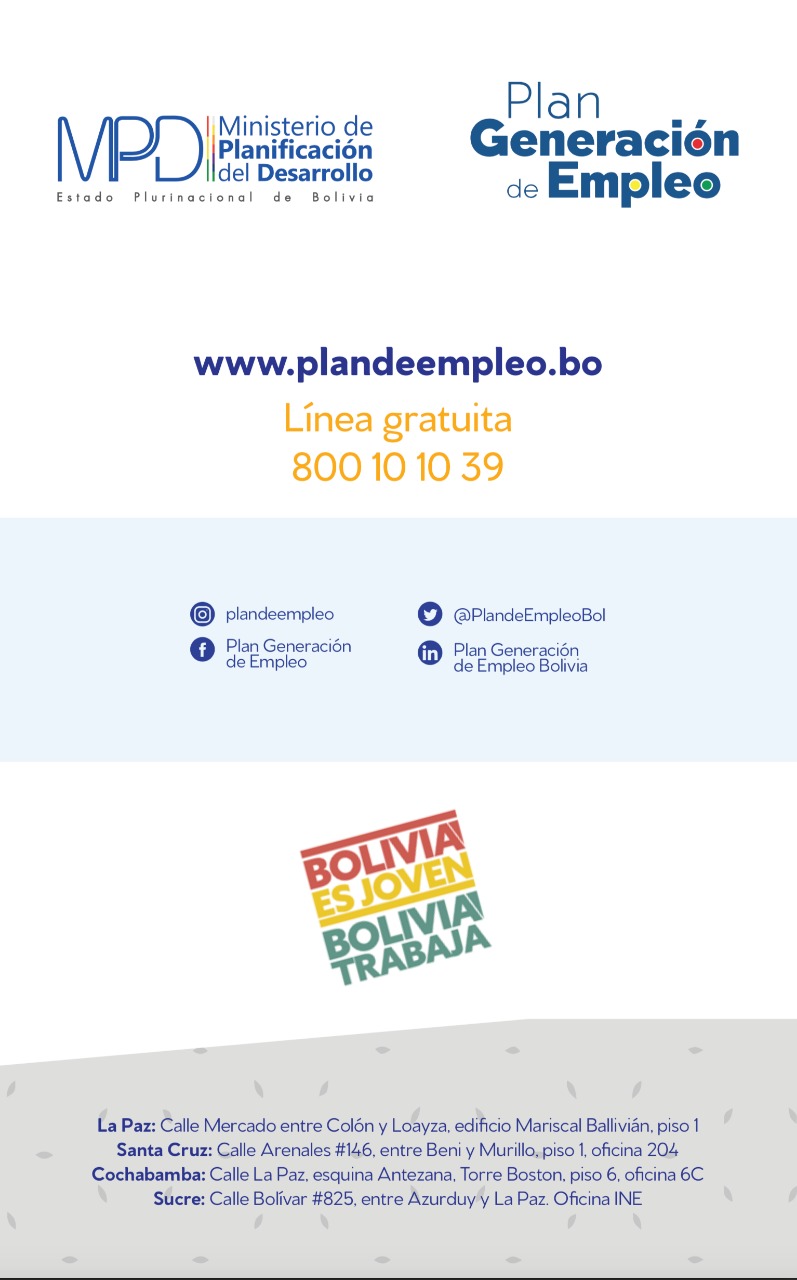 MPD
Ministerio de
Planificación
del Desarrollo
Estado Plurinacional de Bolivia
Plan
Generación
de Empleo
www.plandeempleo.bo
Línea gratuita
800 10 10 39
plandeempleo
Plan Generación
de Empleo
@PlandeEmpleoBol
Plan Generación
de Empleo Bolivia
BOLIVIA
ES JOVEN
BOLIVIA
TRABAJA
La Paz: Calle Mercado entre Colón y Loayza, edificio Mariscal Ballivián, piso 1
Santa Cruz: Calle Arenales #146, entre Beni y Murillo, piso 1, oficina 204
Cochabamba: Calle La Paz, esquina Antezana, Torre Boston, piso 6, oficina 6C
Sucre: Calle Bolívar #825, entre Azurduy y La Paz. Oficina INE